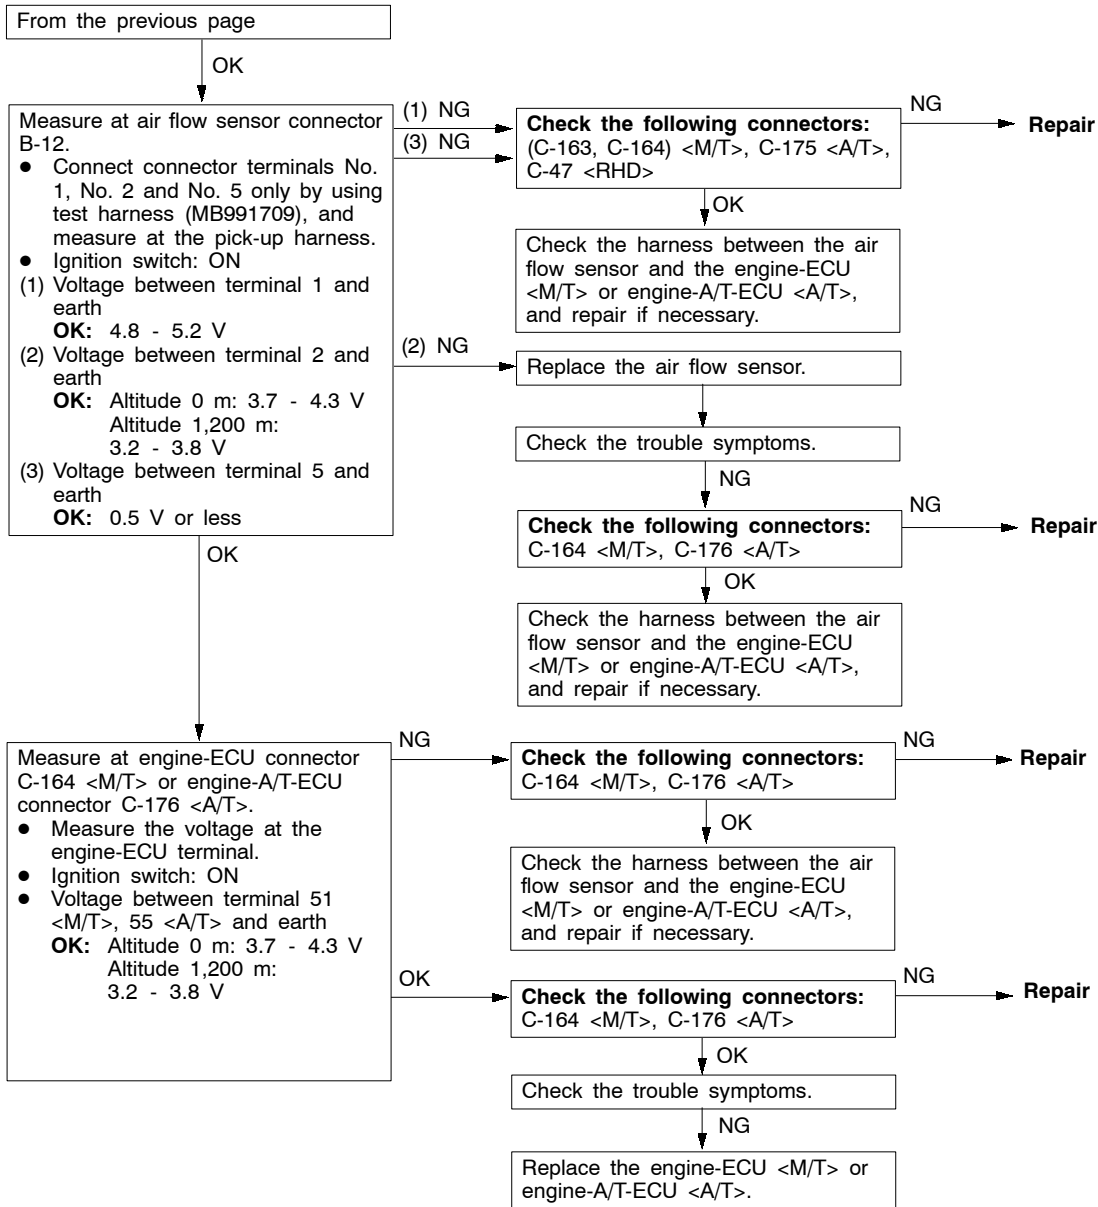 From the previous page
OK
Measure at air flow sensor connector
B-12.
● Connect connector terminals No.
1, No. 2 and No. 5 only by using
test harness (MB991709), and
measure at the pick-up harness.
● Ignition switch: ON
(1) Voltage between terminal 1 and
earth
OK: 4.8 - 5.2 V
(2) Voltage between terminal 2 and
earth
OK: Altitude 0 m: 3.7 - 4.3 V
Altitude 1,200 m:
3.2 - 3.8 V
(3) Voltage between terminal 5 and
earth
OK: 0.5 V or less
(1) NG
(3) NG
Check the following connectors:
(C-163, C-164) <M/T>, C-175 <A/T>,
C-47 <RHD>
NG
Repair
OK
Check the harness between the air
flow sensor and the engine-ECU
<M/T> or engine-A/T-ECU <A/T>,
and repair if necessary.
(2) NG
Replace the air flow sensor.
Check the trouble symptoms.
NG
Check the following connectors:
C-164 <M/T>, C-176 <A/T>
NG
Repair
OK
Check the harness between the air
flow sensor and the engine-ECU
<M/T> or engine-A/T-ECU <A/T>,
and repair if necessary.
OK
Measure at engine-ECU connector
C-164 <M/T> or engine-A/T-ECU
connector C-176 <A/T>.
● Measure the voltage at the
engine-ECU terminal.
● Ignition switch: ON
● Voltage between terminal 51
<M/T>, 55 <A/T> and earth
OK: Altitude 0 m: 3.7 - 4.3 V
Altitude 1,200 m:
3.2 - 3.8 V
NG
Check the following connectors:
C-164 <M/T>, C-176 <A/T>
NG
Repair
OK
Check the harness between the air
flow sensor and the engine-ECU
<M/T> or engine-A/T-ECU <A/T>,
and repair if necessary.
OK
Check the following connectors:
C-164 <M/T>, C-176 <A/T>
NG
Repair
OK
Check the trouble symptoms.
NG
Replace the engine-ECU <M/T> or
engine-A/T-ECU <A/T>.